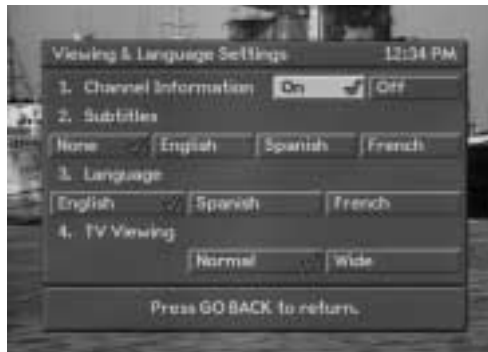 Viewing & Language Settings 12:34 PM
1. Channel Information On Off
2. Subtitles
None English Spanish French
3. Language
English Spanish French
4. TV Viewing
Normal Wide
Press GO BACK to return.